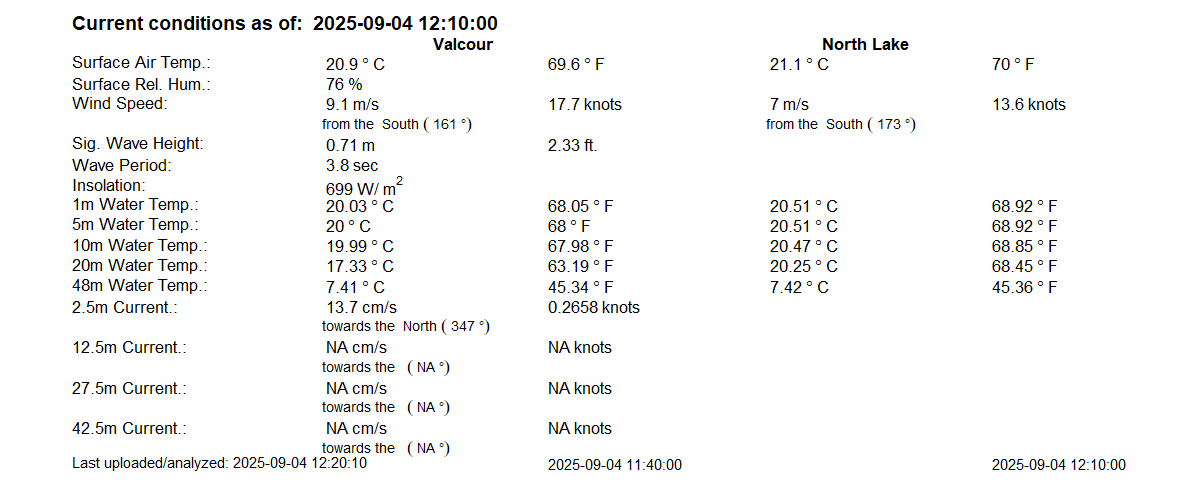 Current conditions as of: 2025-09-04 12:10:00
Valcour North Lake
Surface Air Temp.: 20.9 ° C 69.6 ° F 21.1 ° C 70 ° F
Surface Rel. Hum.: 76 %
Wind Speed: 9.1 m/s 17.7 knots 7 m/s 13.6 knots
from the South ( 161 °) from the South ( 173 °)
Sig. Wave Height: 0.71 m 2.33 ft.
Wave Period: 3.8 sec
Insolation: 699 W/ m2
1m Water Temp.: 20.03 ° C 68.05 ° F 20.51 ° C 68.92 ° F
5m Water Temp.: 20 ° C 68 ° F 20.51 ° C 68.92 ° F
10m Water Temp.: 19.99 ° C 67.98 ° F 20.47 ° C 68.85 ° F
20m Water Temp.: 17.33 ° C 63.19 ° F 20.25 ° C 68.45 ° F
48m Water Temp.: 7.41 ° C 45.34 ° F 7.42 ° C 45.36 ° F
2.5m Current.: 13.7 cm/s 0.2658 knots
towards the North ( 347 °)
12.5m Current.: NA cm/s NA knots
towards the ( NA °)
27.5m Current.: NA cm/s NA knots
towards the ( NA °)
42.5m Current.: NA cm/s NA knots
towards the ( NA °)
Last uploaded/analyzed: 2025-09-04 12:20:10 2025-09-04 11:40:00 2025-09-04 12:10:00